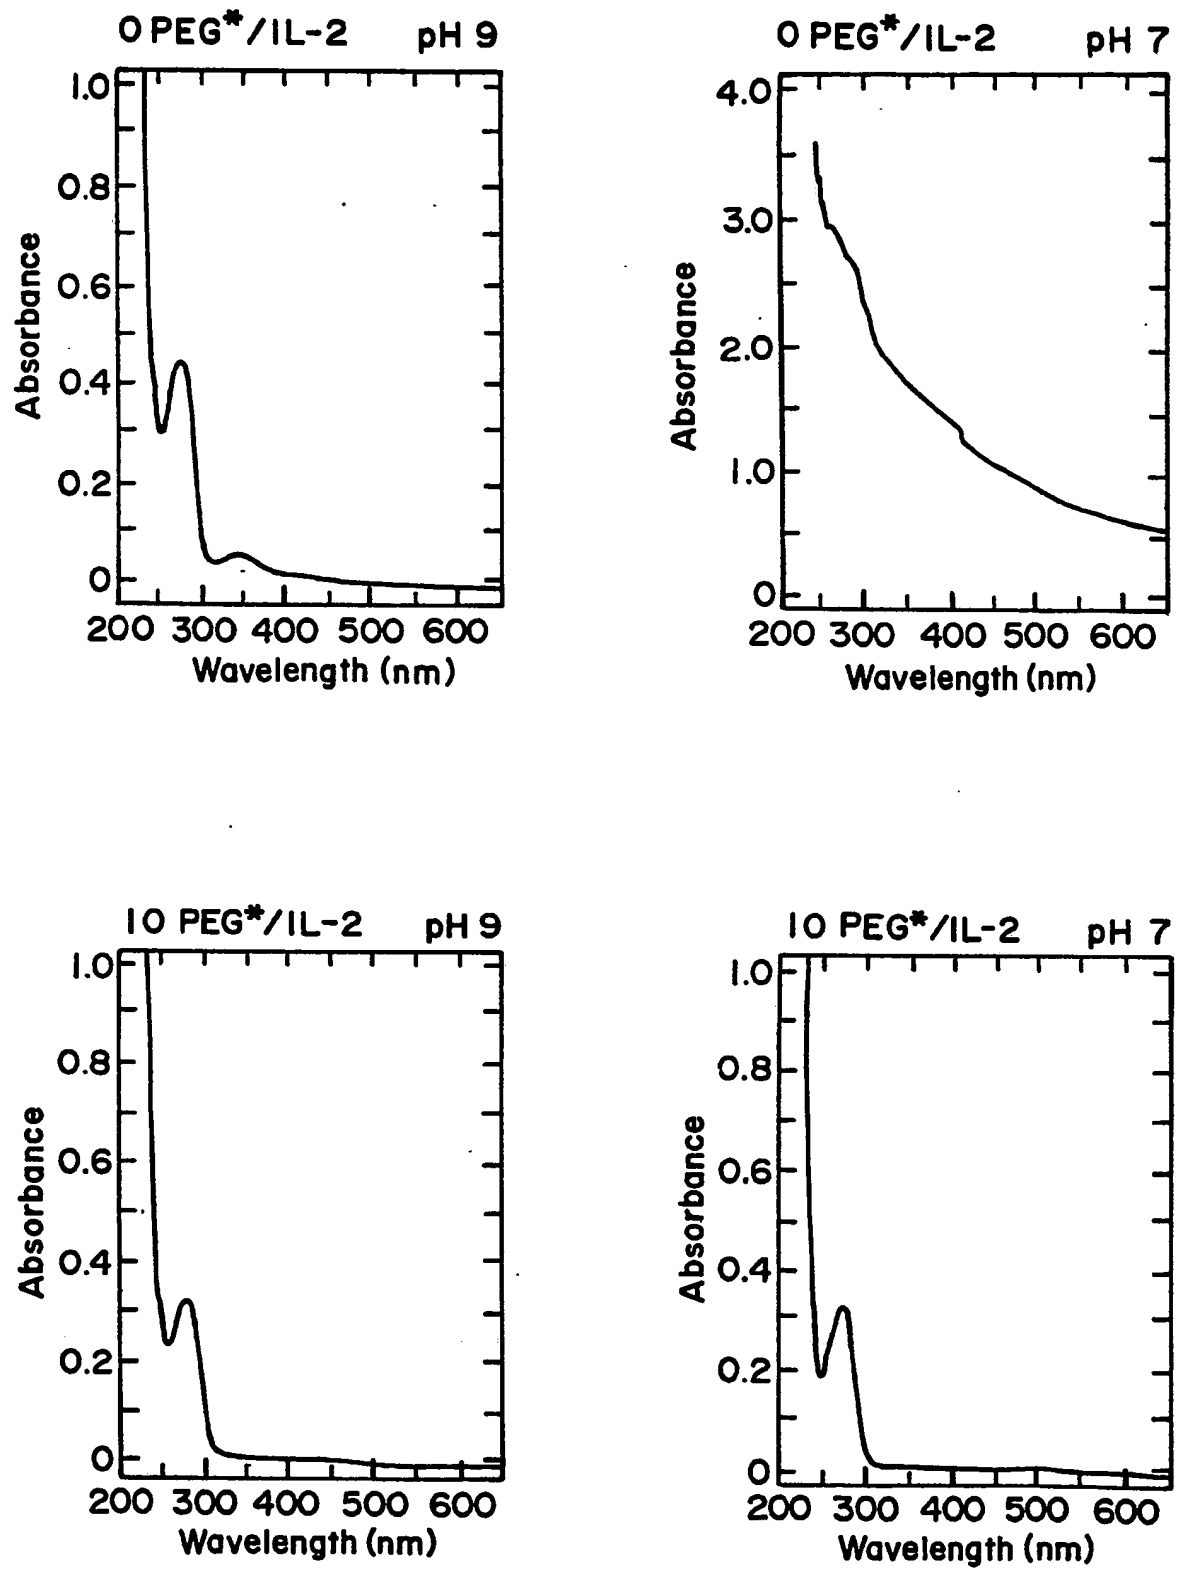 0 PEG*/IL-2 pH 9
1.0
0.8
0.6
0.4
0.2
0
Absorbance
200 300 400 500 600
Wavelength (nm)
0 PEG*/IL-2 pH 7
4.0
3.0
2.0
1.0
0
Absorbance
200 300 400 500 600
Wavelength (nm)
10 PEG*/IL-2 pH 9
1.0
0.8
0.6
0.4
0.2
0
Absorbance
200 300 400 500 600
Wavelength (nm)
10 PEG*/IL-2 pH 7
1.0
0.8
0.6
0.4
0.2
0
Absorbance
200 300 400 500 600
Wavelength (nm)